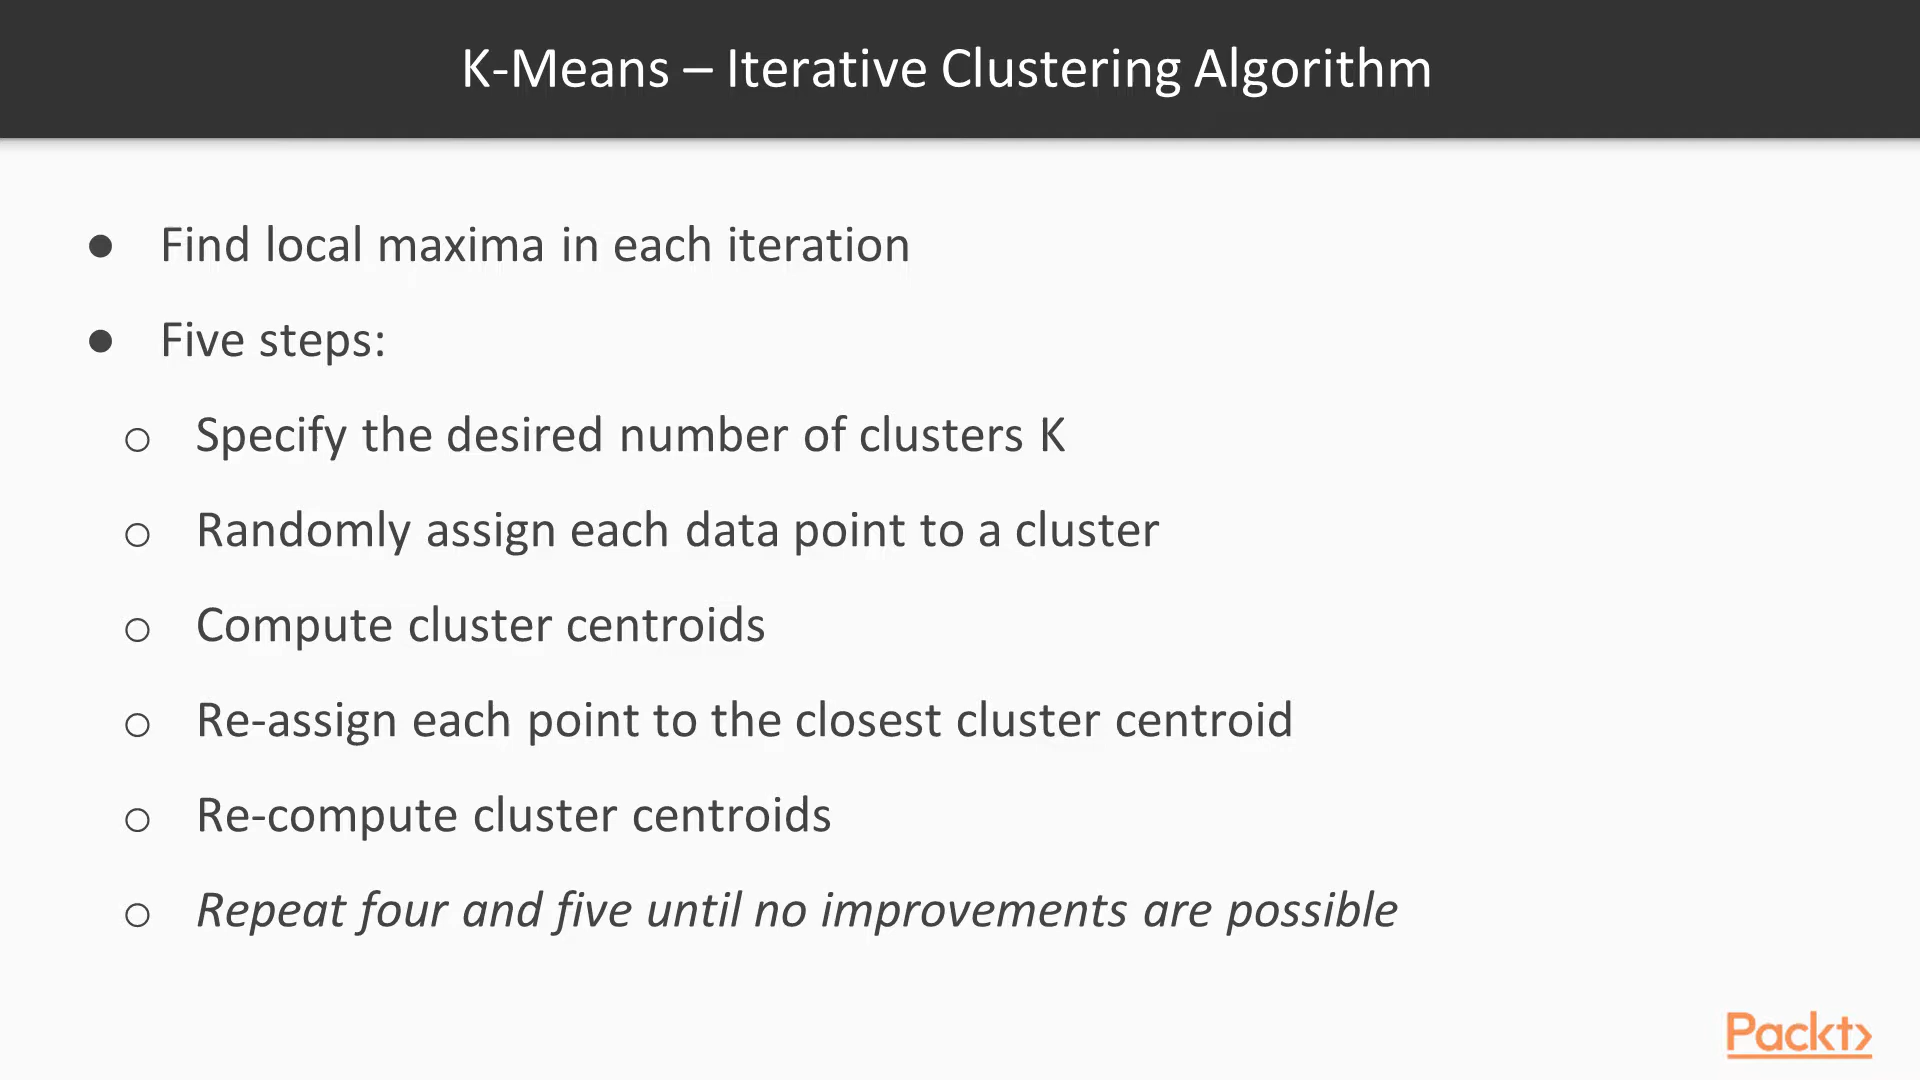 K-Means – Iterative Clustering Algorithm
● Find local maxima in each iteration
● Five steps:
○ Specify the desired number of clusters K
○ Randomly assign each data point to a cluster
○ Compute cluster centroids
○ Re-assign each point to the closest cluster centroid
○ Re-compute cluster centroids
○ Repeat four and five until no improvements are possible
Packt>